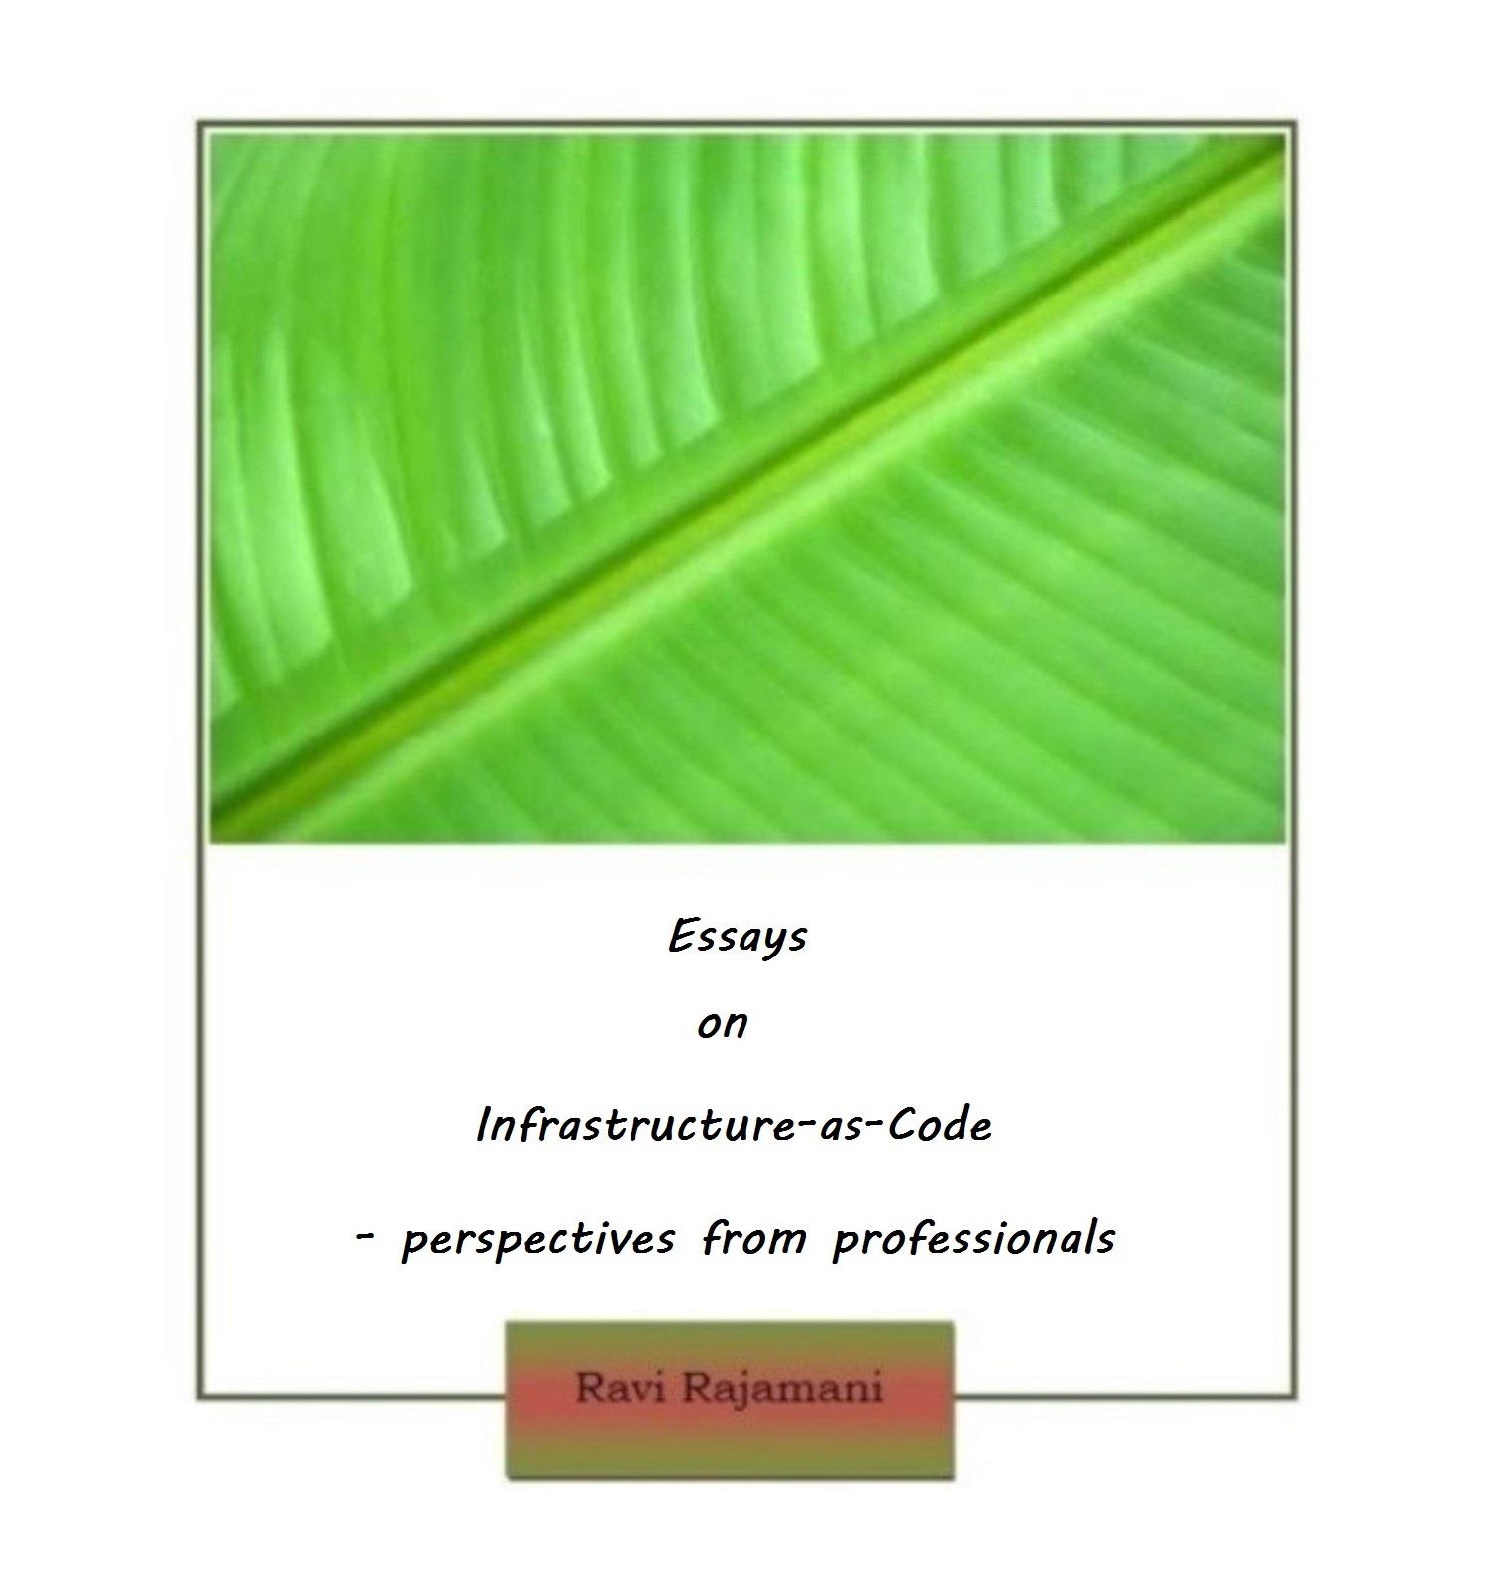 Essays
on
Infrastructure-as-Code
- perspectives from professionals
Ravi Rajamani